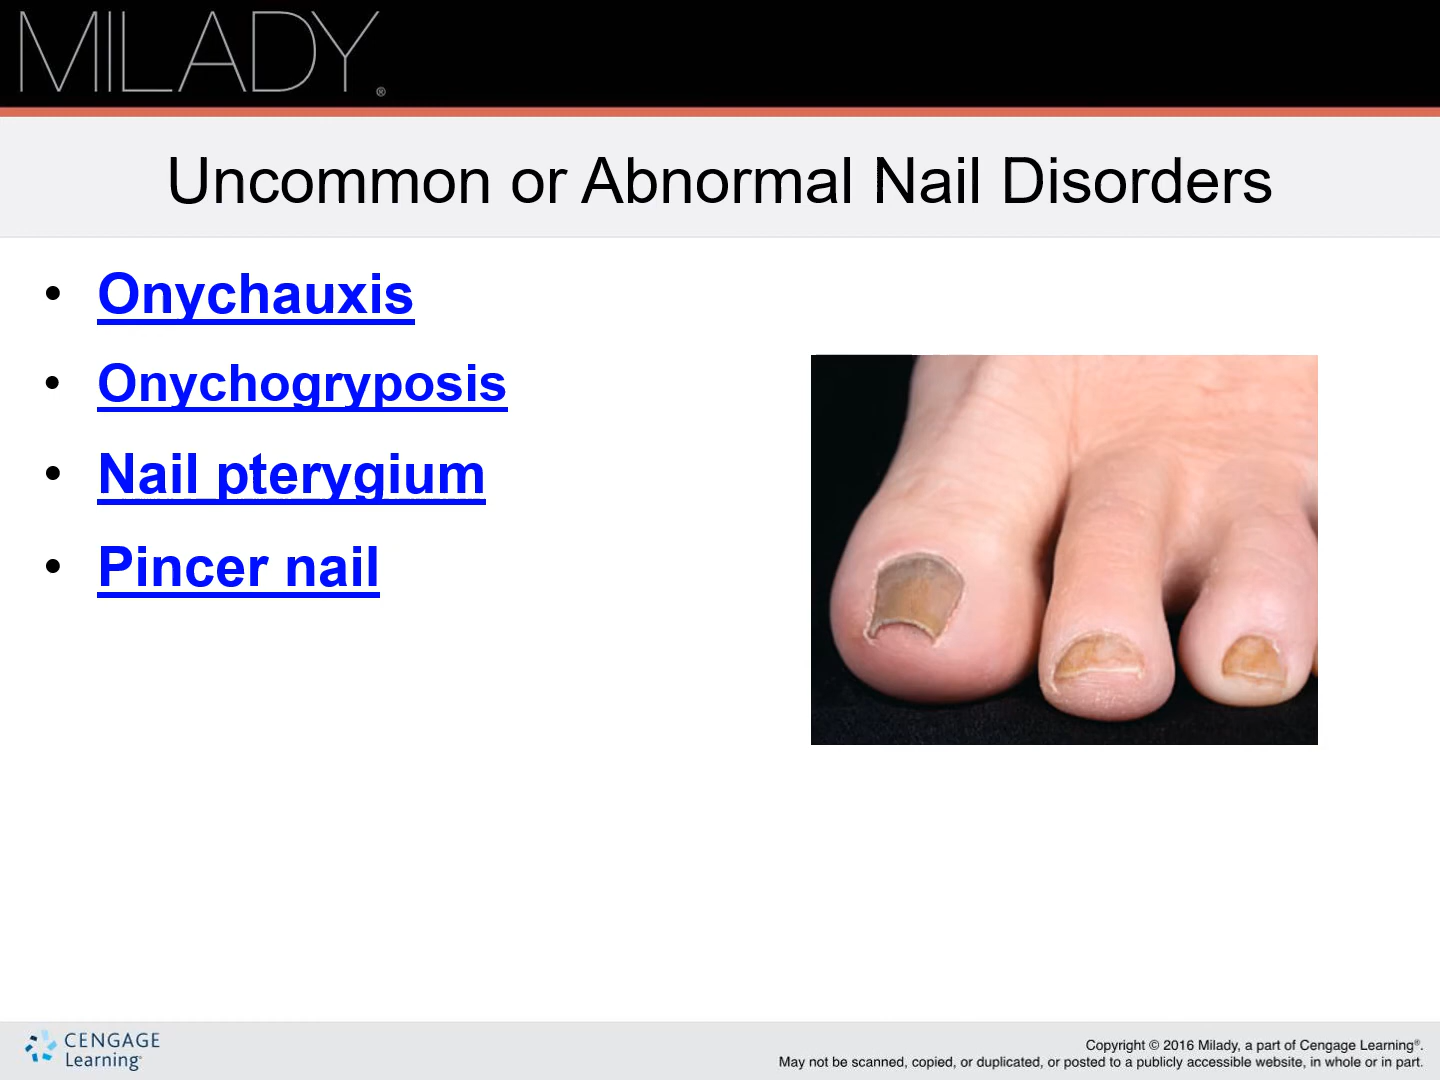 MILADY®
Uncommon or Abnormal Nail Disorders
• Onychauxis
• Onychogryposis
• Nail pterygium
• Pincer nail
CENGAGE
Learning®
Copyright © 2016 Milady, a part of Cengage Learning®.
May not be scanned, copied, or duplicated, or posted to a publicly accessible website, in whole or in part.